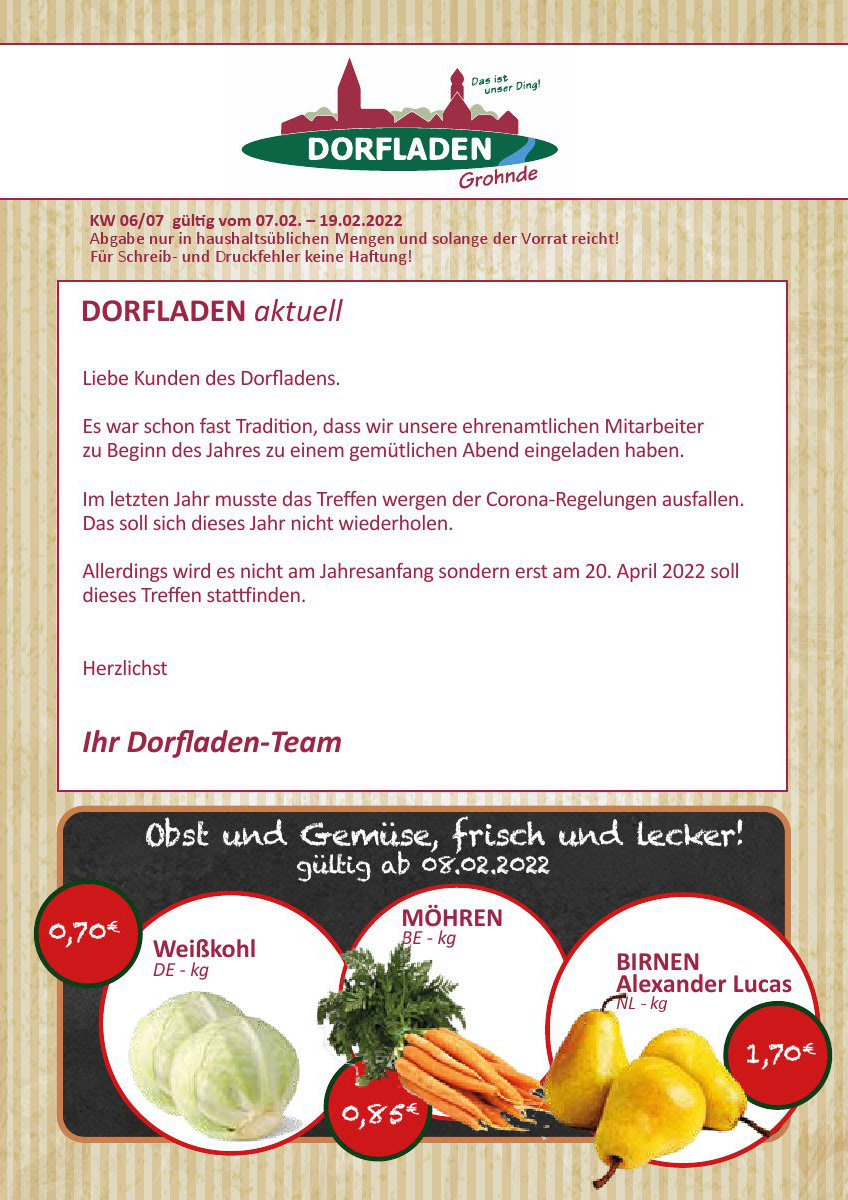 Das ist
unser Ding!
DORFLADEN
Grohnde
KW 06/07 gültig vom 07.02. – 19.02.2022
Abgabe nur in haushaltsüblichen Mengen und solange der Vorrat reicht!
Für Schreib- und Druckfehler keine Haftung!
DORFLADEN aktuell
Liebe Kunden des Dorfladens.
Es war schon fast Tradition, dass wir unsere ehrenamtlichen Mitarbeiter
zu Beginn des Jahres zu einem gemütlichen Abend eingeladen haben.
Im letzten Jahr musste das Treffen wergen der Corona-Regelungen ausfallen.
Das soll sich dieses Jahr nicht wiederholen.
Allerdings wird es nicht am Jahresanfang sondern erst am 20. April 2022 soll
dieses Treffen stattfinden.
Herzlichst
Ihr Dorfladen-Team
Obst und Gemüse, frisch und lecker!
gültig ab 08.02.2022
0,70€
Weißkohl
DE - kg
MÖHREN
BE - kg
0,85€
BIRNEN
Alexander Lucas
NL - kg
1,70€